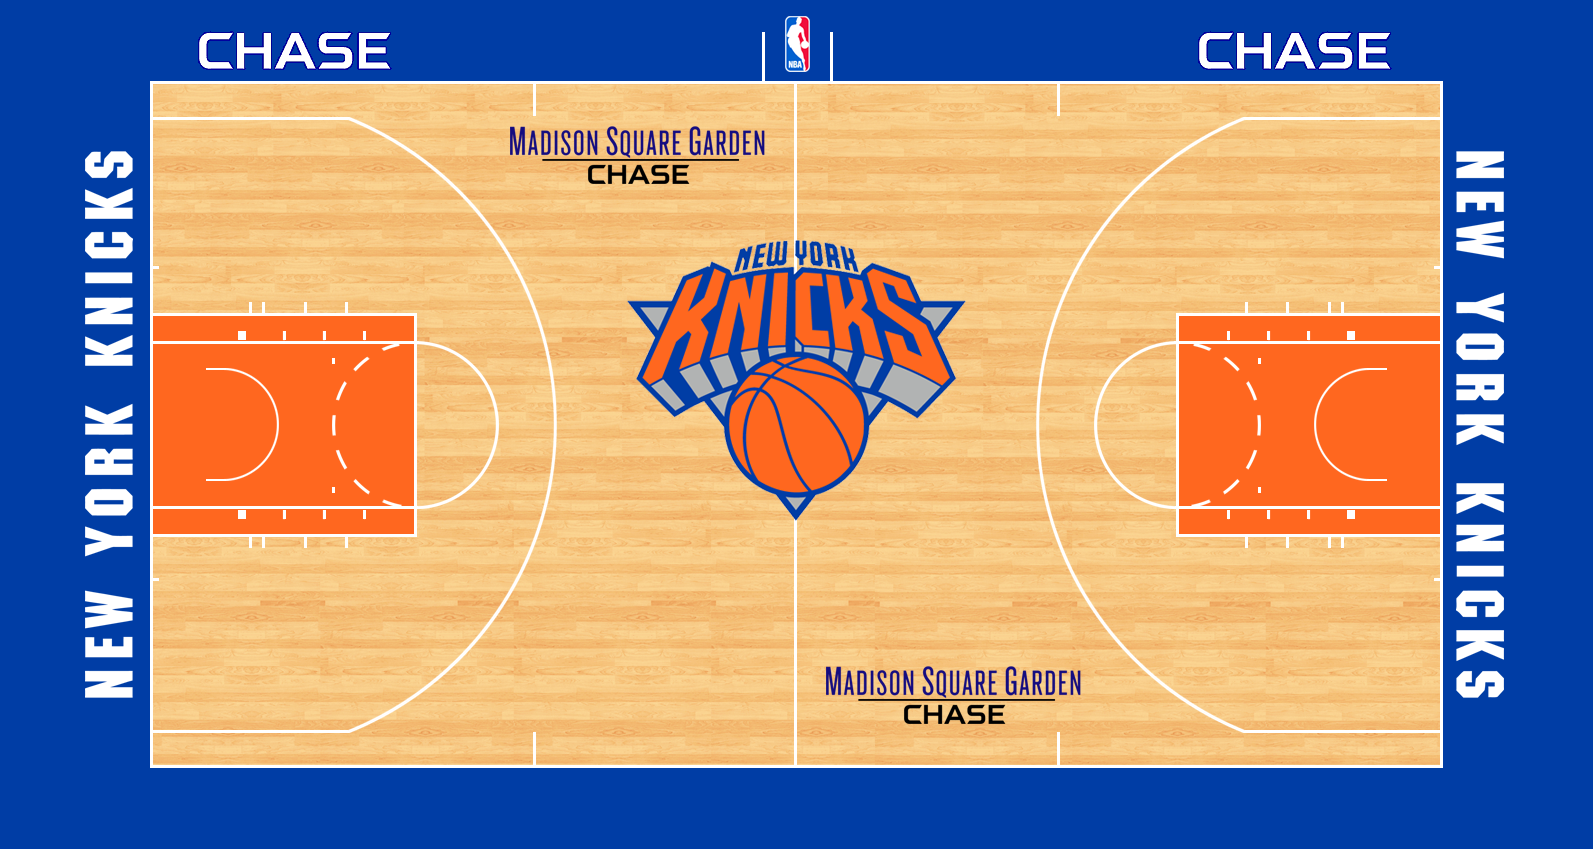 CHASE
NBA
CHASE
NEW YORK KNICKS
MADISON SQUARE GARDEN
CHASE
NEW YORK
KNICKS
NEW YORK KNICKS
MADISON SQUARE GARDEN
CHASE